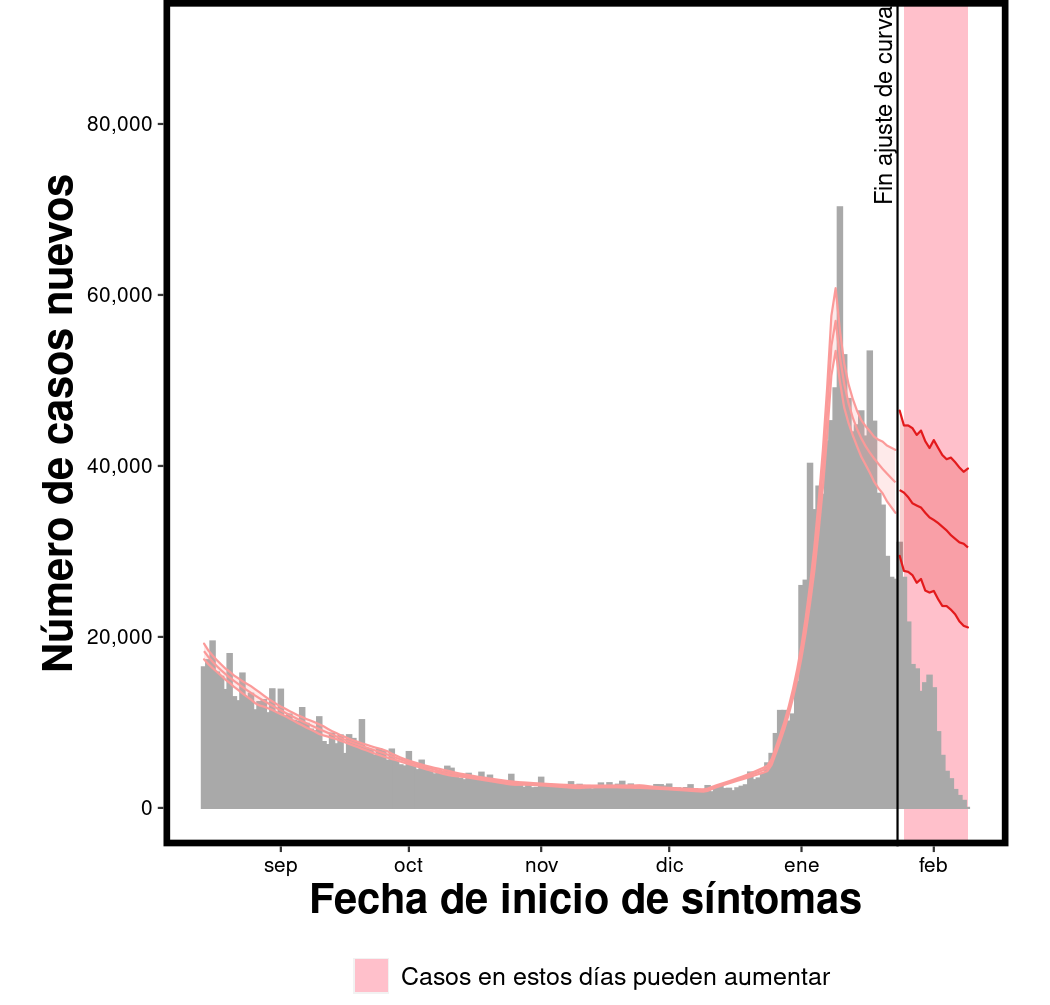 Fin ajuste de curva
Número de casos nuevos
80,000
60,000
40,000
20,000
0
sep oct nov dic ene feb
Fecha de inicio de síntomas
Casos en estos días pueden aumentar